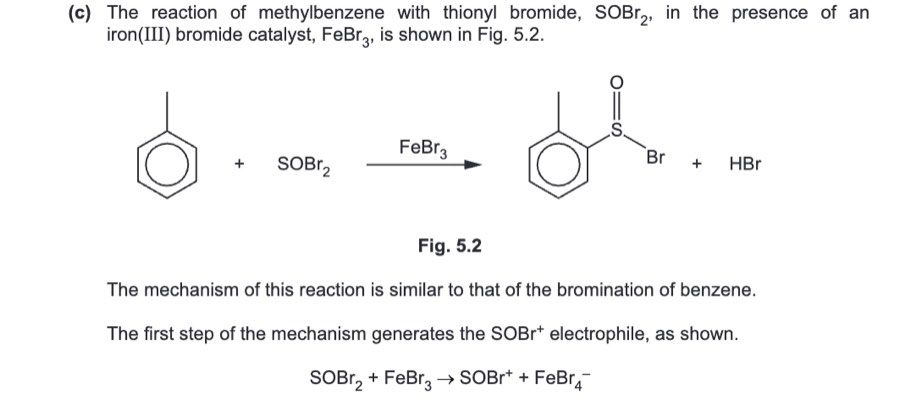 (c) The reaction of methylbenzene with thionyl bromide, SOBr₂, in the presence of an
iron(III) bromide catalyst, FeBr₃, is shown in Fig. 5.2.
O
S
Br
+ SOBr₂ FeBr₃ + HBr
Fig. 5.2
The mechanism of this reaction is similar to that of the bromination of benzene.
The first step of the mechanism generates the SOBr⁺ electrophile, as shown.
SOBr₂ + FeBr₃ → SOBr⁺ + FeBr₄⁻